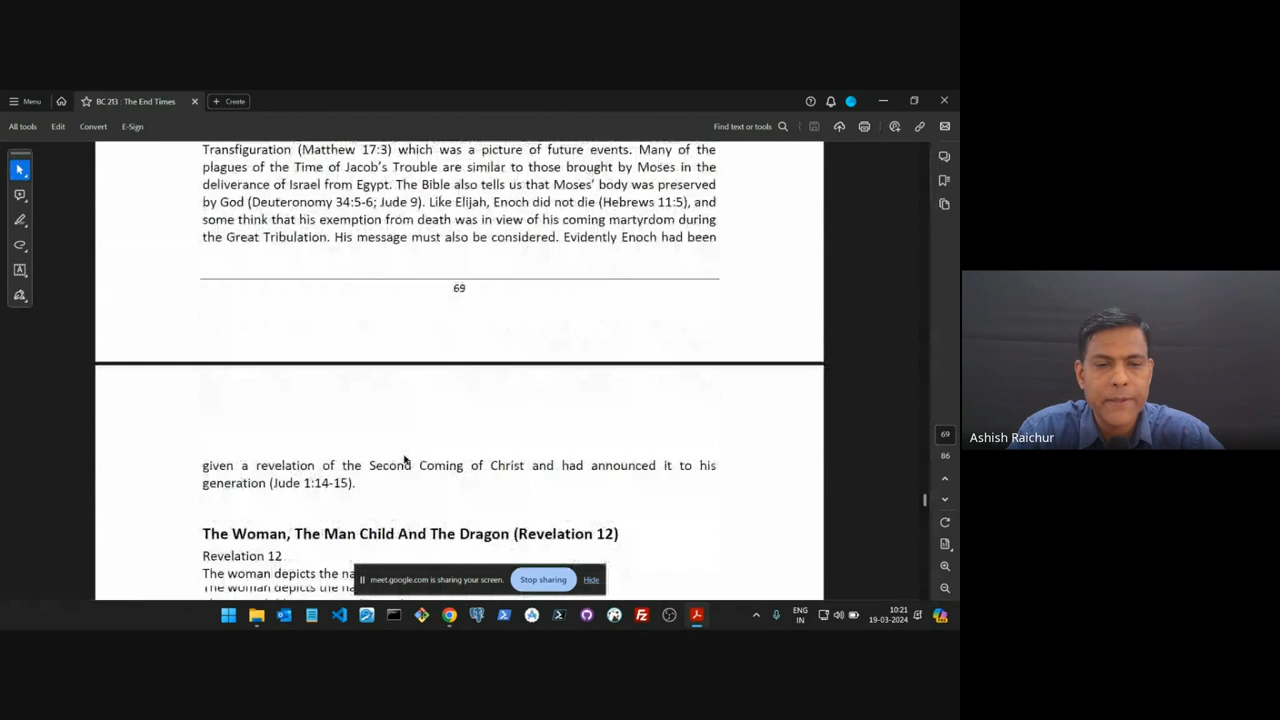 Menu
BC 213 : The End Times
Create
All tools
Edit
Convert
E-Sign
Find text or tools
Transfiguration (Matthew 17:3) which was a picture of future events. Many of the
plagues of the Time of Jacob's Trouble are similar to those brought by Moses in the
deliverance of Israel from Egypt. The Bible also tells us that Moses' body was preserved
by God (Deuteronomy 34:5-6; Jude 9). Like Elijah, Enoch did not die (Hebrews 11:5), and
some think that his exemption from death was in view of his coming martyrdom during
the Great Tribulation. His message must also be considered. Evidently Enoch had been
69
given a revelation of the Second Coming of Christ and had announced it to his
generation (Jude 1:14-15).
The Woman, The Man Child And The Dragon (Revelation 12)
Revelation 12
The woman depicts the na
The woman depicts the na
meet.google.com is sharing your screen.
Stop sharing
Hide
69
86
Ashish Raichur
ENG
IN
10:21
19-03-2024